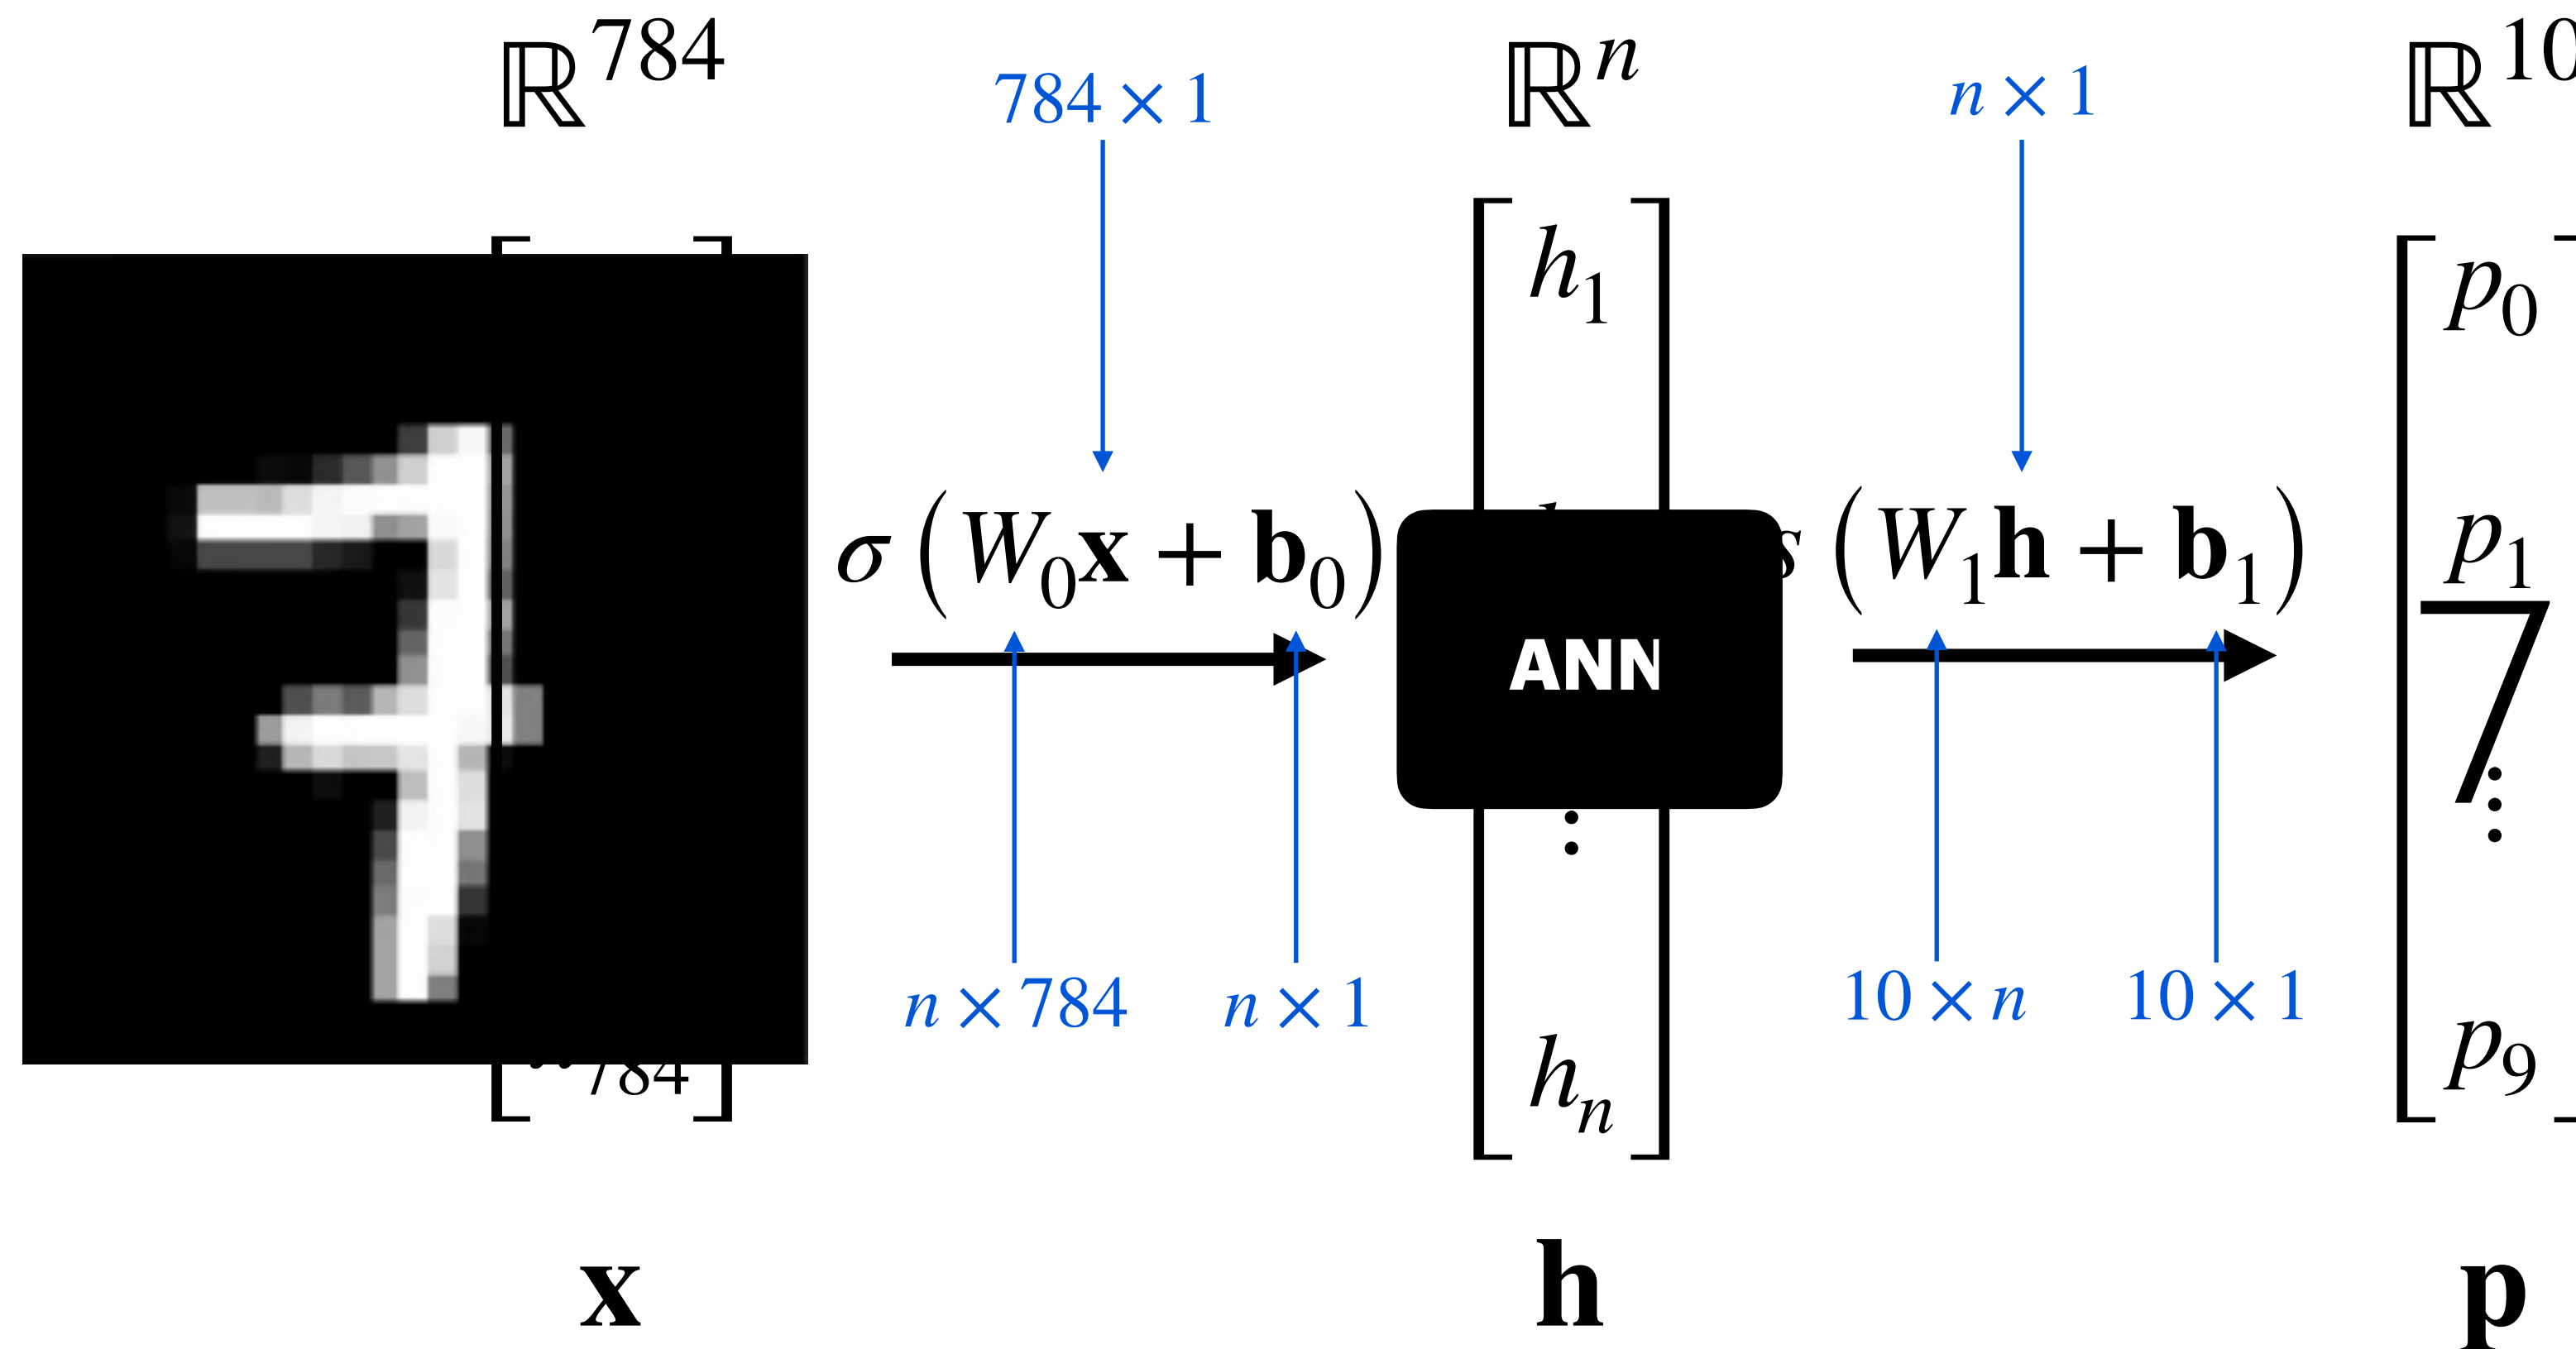 ℝ⁷⁸⁴
784 × 1
ℝⁿ
n × 1
ℝ¹⁰
h₁
p₀
σ (W₀x + b₀)
s (W₁h + b₁)
p₁
ANN
7
⋮
n × 784
n × 1
10 × n
10 × 1
784
hₙ
p₉
x
h
p